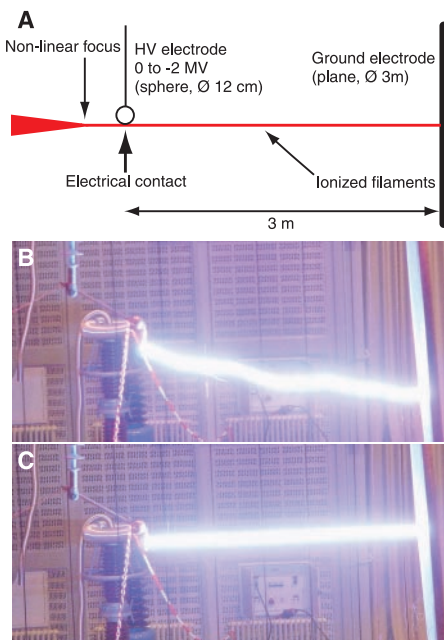 A
Non-linear focus
HV electrode
0 to -2 MV
(sphere, Ø 12 cm)
Ground electrode
(plane, Ø 3m)
Electrical contact
Ionized filaments
3 m
B
C